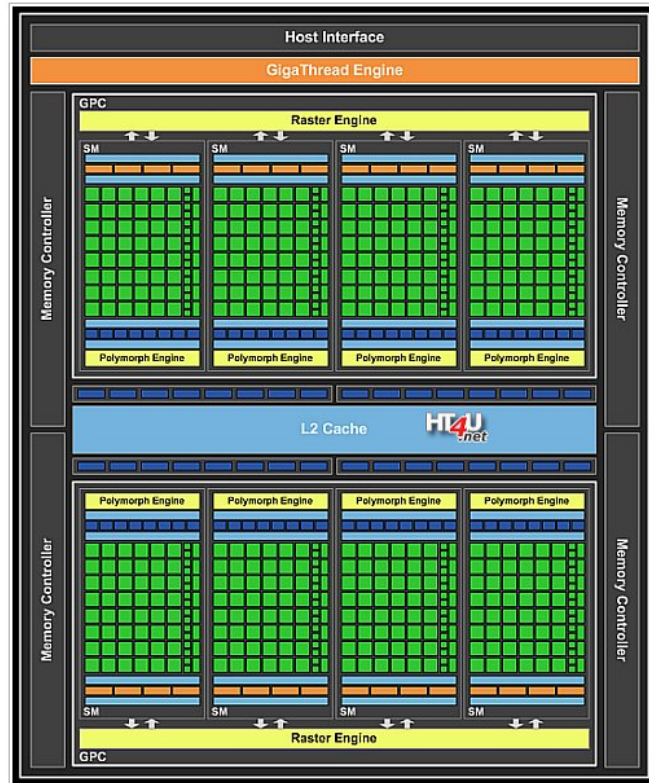 Host Interface
GigaThread Engine
GPC
Raster Engine
Memory Controller
Memory Controller
SM SM SM SM
Polymorph Engine Polymorph Engine Polymorph Engine Polymorph Engine
L2 Cache
HT4U.net
Memory Controller
Memory Controller
Polymorph Engine Polymorph Engine Polymorph Engine Polymorph Engine
SM SM SM SM
Raster Engine
GPC